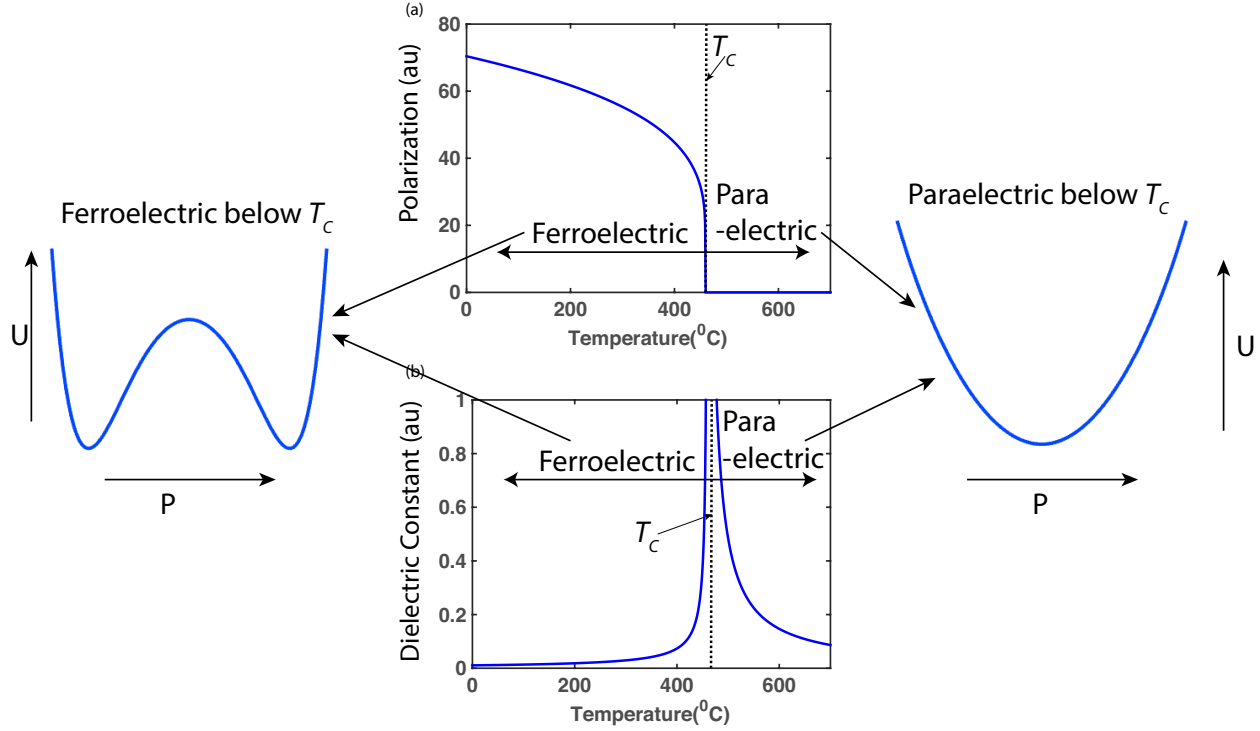 (a)
80
60
40
20
0
Polarization (au)
T_C
Para
-electric
Ferroelectric
0
200
400
600
Temperature(⁰C)
Ferroelectric below T_C
U
P
Paraelectric below T_C
U
P
(b)
1
0.8
0.6
0.4
0.2
0
Dielectric Constant (au)
Para
-electric
Ferroelectric
T_C
0
200
400
600
Temperature(⁰C)